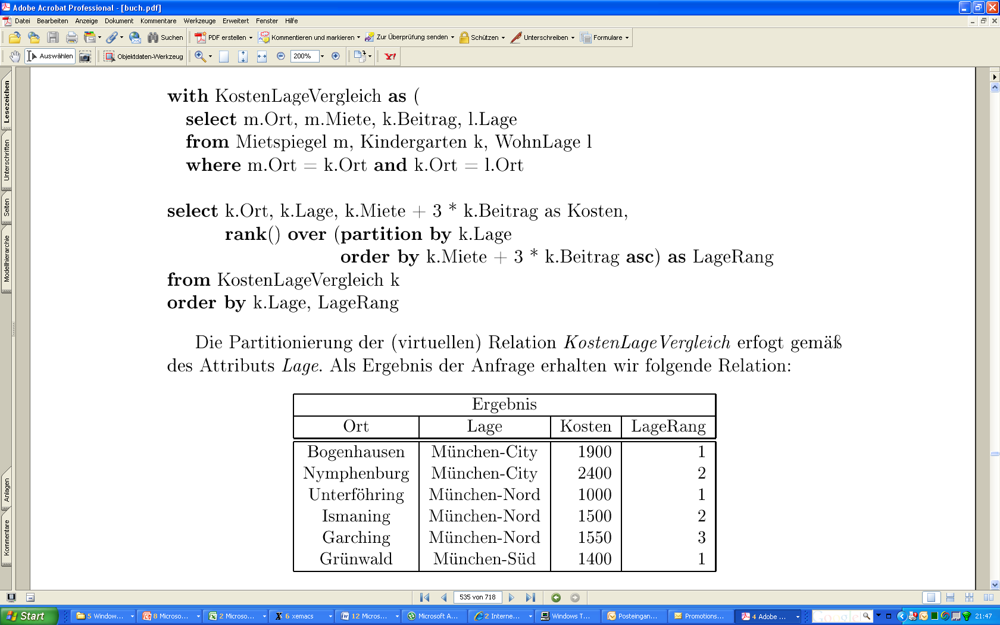 Adobe Acrobat Professional - [buch.pdf]
Datei Bearbeiten Anzeige Dokument Kommentare Werkzeuge Erweitert Fenster Hilfe
Suchen PDF erstellen Kommentieren und markieren Zur Überprüfung senden Schützen Unterschreiben Formulare
Auswählen Objektdaten-Werkzeug 200% Y!
Lesezeichen
Unterschriften
Seiten
Modellhierarchie
Anlagen
Kommentare
with KostenLageVergleich as (
select m.Ort, m.Miete, k.Beitrag, l.Lage
from Mietspiegel m, Kindergarten k, WohnLage l
where m.Ort = k.Ort and k.Ort = l.Ort
select k.Ort, k.Lage, k.Miete + 3 * k.Beitrag as Kosten,
rank() over (partition by k.Lage
order by k.Miete + 3 * k.Beitrag asc) as LageRang
from KostenLageVergleich k
order by k.Lage, LageRang
Die Partitionierung der (virtuellen) Relation KostenLageVergleich erfogt gemäß
des Attributs Lage. Als Ergebnis der Anfrage erhalten wir folgende Relation:
Ergebnis
Ort Lage Kosten LageRang
Bogenhausen München-City 1900 1
Nymphenburg München-City 2400 2
Unterföhring München-Nord 1000 1
Ismaning München-Nord 1500 2
Garching München-Nord 1550 3
Grünwald München-Süd 1400 1
535 von 718
Start 5 Window... 8 Microso... 2 Microso... 6 xemacs 12 Micros... Microsoft A... 2 Interne... Windows T... Posteingan... Promotions... 4 Adobe ... Google 21:47